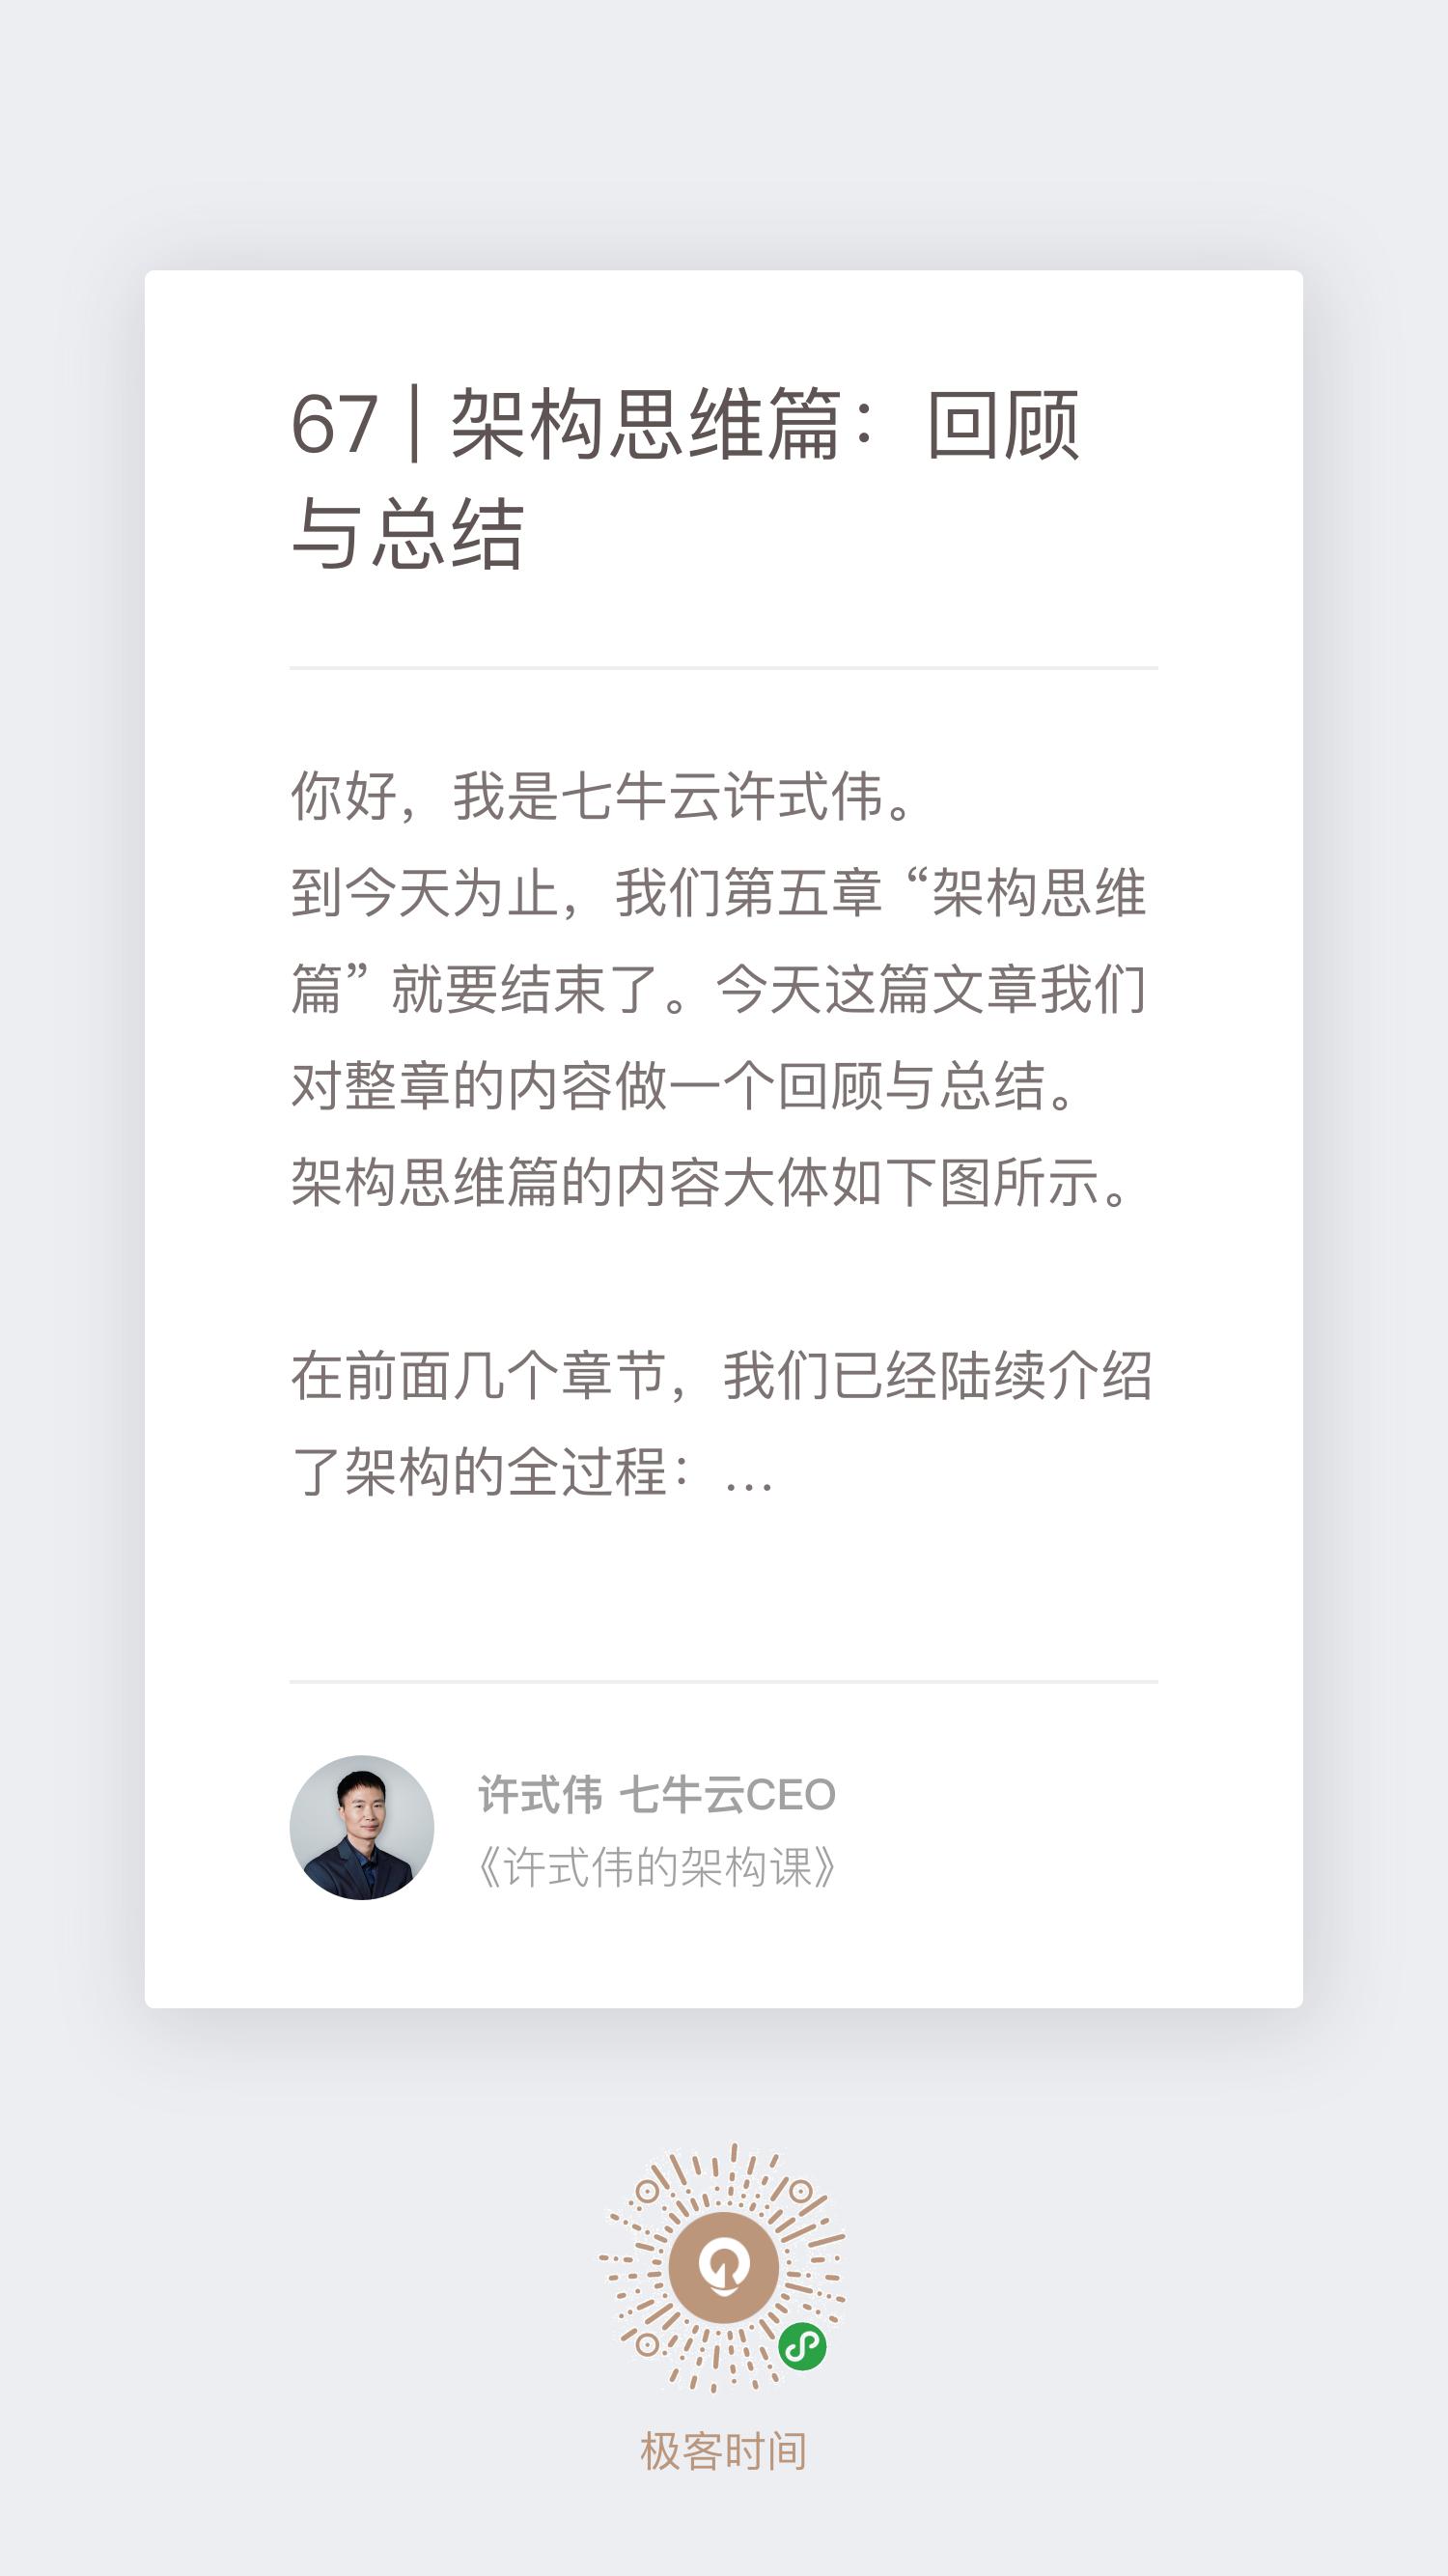 67 | 架构思维篇：回顾
与总结
你好，我是七牛云许式伟。
到今天为止，我们第五章 “架构思维
篇” 就要结束了。今天这篇文章我们
对整章的内容做一个回顾与总结。
架构思维篇的内容大体如下图所示。
在前面几个章节，我们已经陆续介绍
了架构的全过程：...
许式伟 七牛云CEO
《许式伟的架构课》
极客时间